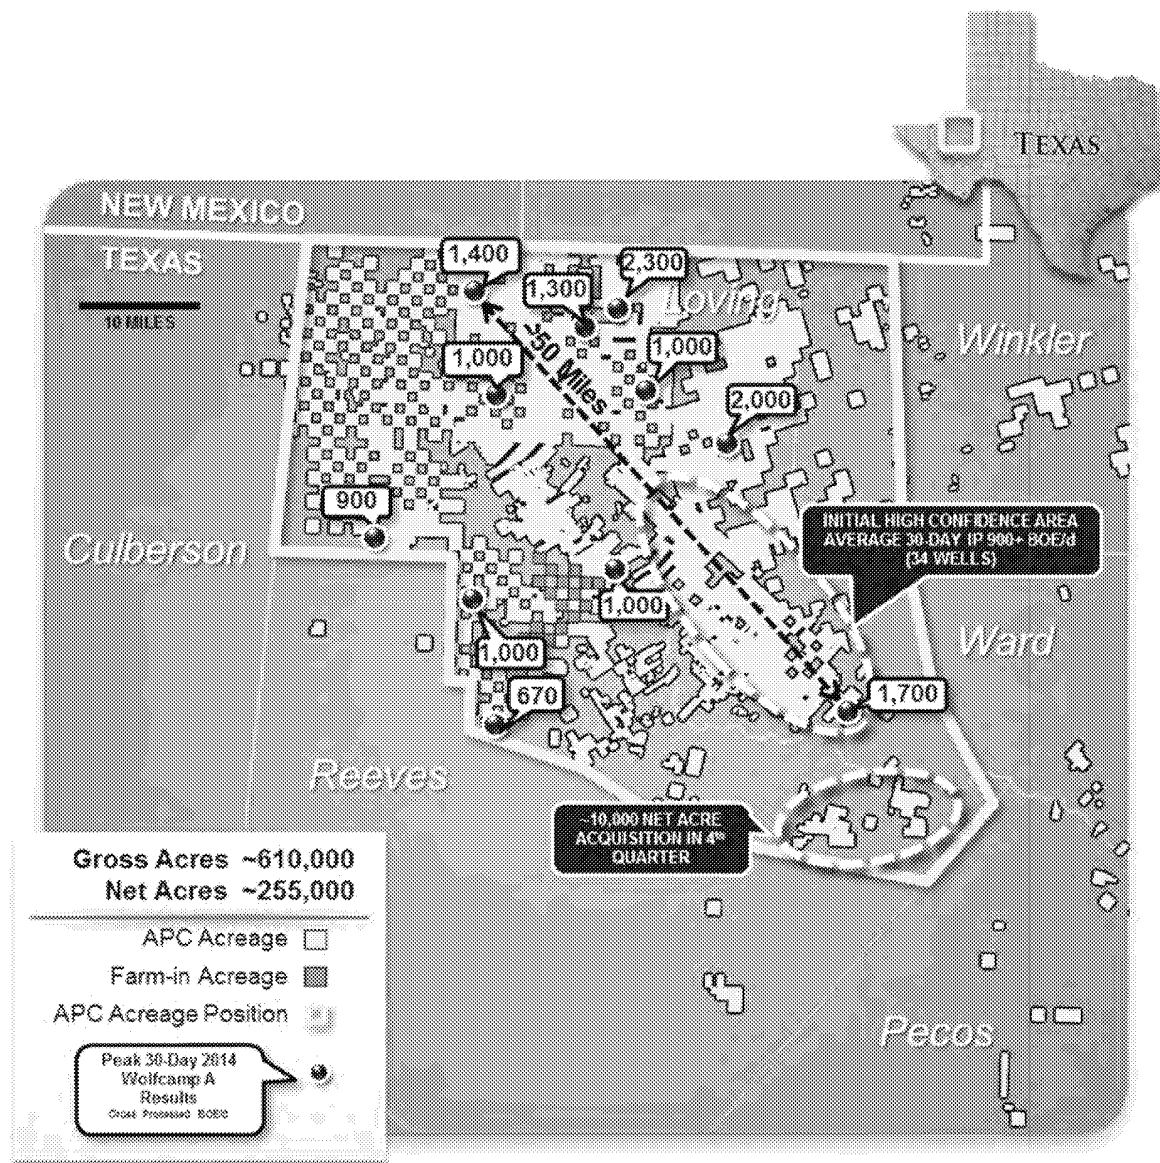 TEXAS
NEW MEXICO
TEXAS
10 MILES
1,400
2,300
1,300
Loving
Winkler
1,000
1,000
>50 Miles
2,000
900
INITIAL HIGH CONFIDENCE AREA
AVERAGE 30-DAY IP 900+ BOE/d
(34 WELLS)
Culberson
1,000
Ward
1,000
670
1,700
Reeves
~10,000 NET ACRE
ACQUISITION IN 4th
QUARTER
Gross Acres ~610,000
Net Acres ~255,000
APC Acreage
Farm-in Acreage
APC Acreage Position
Pecos
Peak 30-Day 2014
Wolfcamp A
Results
Gross Processed BOE/d